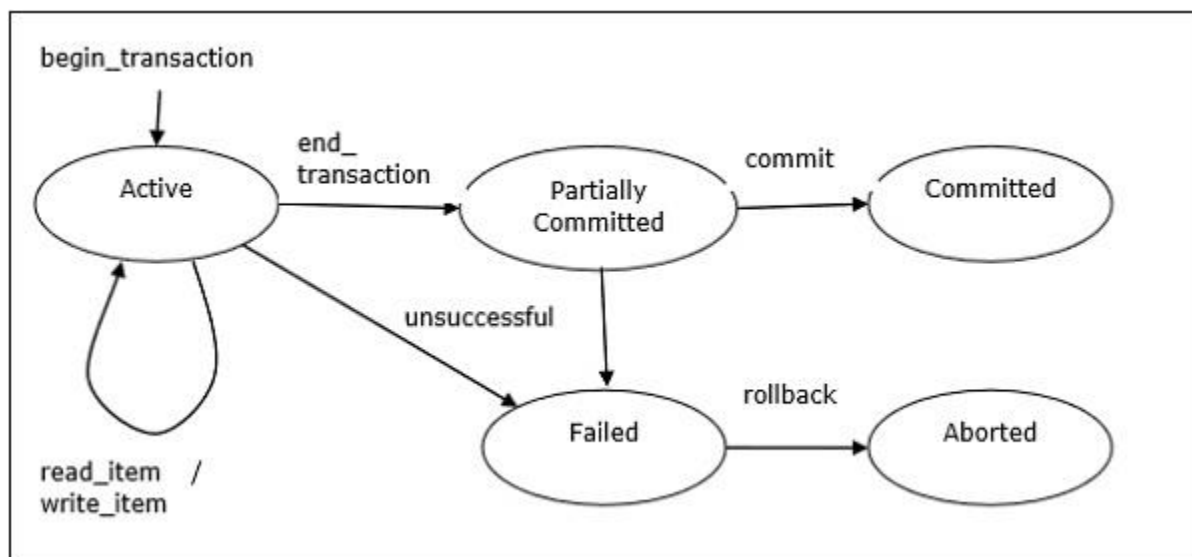 begin_transaction
end_
transaction
commit
Active
Partially
Committed
Committed
unsuccessful
rollback
Failed
Aborted
read_item /
write_item